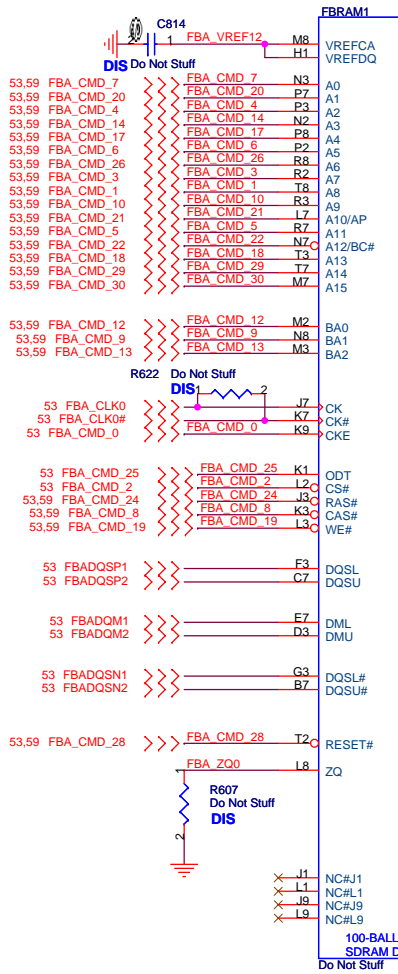 FBRAM1
C814
2 1 FBA_VREF12 M8 VREFCA
H1 VREFDQ
DIS Do Not Stuff
53,59 FBA_CMD_7 FBA_CMD_7 N3 A0
53,59 FBA_CMD_20 FBA_CMD_20 P7 A1
53,59 FBA_CMD_4 FBA_CMD_4 P3 A2
53,59 FBA_CMD_14 FBA_CMD_14 N2 A3
53,59 FBA_CMD_17 FBA_CMD_17 P8 A4
53,59 FBA_CMD_6 FBA_CMD_6 P2 A5
53,59 FBA_CMD_26 FBA_CMD_26 R8 A6
53,59 FBA_CMD_3 FBA_CMD_3 R2 A7
53,59 FBA_CMD_1 FBA_CMD_1 T8 A8
53,59 FBA_CMD_10 FBA_CMD_10 R3 A9
53,59 FBA_CMD_21 FBA_CMD_21 L7 A10/AP
53,59 FBA_CMD_5 FBA_CMD_5 R7 A11
53,59 FBA_CMD_22 FBA_CMD_22 N7 A12/BC#
53,59 FBA_CMD_18 FBA_CMD_18 T3 A13
53,59 FBA_CMD_29 FBA_CMD_29 T7 A14
53,59 FBA_CMD_30 FBA_CMD_30 M7 A15
53,59 FBA_CMD_12 FBA_CMD_12 M2 BA0
53,59 FBA_CMD_9 FBA_CMD_9 N8 BA1
53,59 FBA_CMD_13 FBA_CMD_13 M3 BA2
R622 Do Not Stuff
DIS 1 2
53 FBA_CLK0 J7 CK
53 FBA_CLK0# K7 CK#
53 FBA_CMD_0 FBA_CMD_0 K9 CKE
53 FBA_CMD_25 FBA_CMD_25 K1 ODT
53 FBA_CMD_2 FBA_CMD_2 L2 CS#
53,59 FBA_CMD_24 FBA_CMD_24 J3 RAS#
53,59 FBA_CMD_8 FBA_CMD_8 K3 CAS#
53,59 FBA_CMD_19 FBA_CMD_19 L3 WE#
53 FBADQSP1 F3 DQSL
53 FBADQSP2 C7 DQSU
53 FBADQM1 E7 DML
53 FBADQM2 D3 DMU
53 FBADQSN1 G3 DQSL#
53 FBADQSN2 B7 DQSU#
53,59 FBA_CMD_28 FBA_CMD_28 T2 RESET#
1 FBA_ZQ0 L8 ZQ
R607
Do Not Stuff
DIS
2
J1 NC#J1
L1 NC#L1
J9 NC#J9
L9 NC#L9
100-BALL
SDRAM D
Do Not Stuff